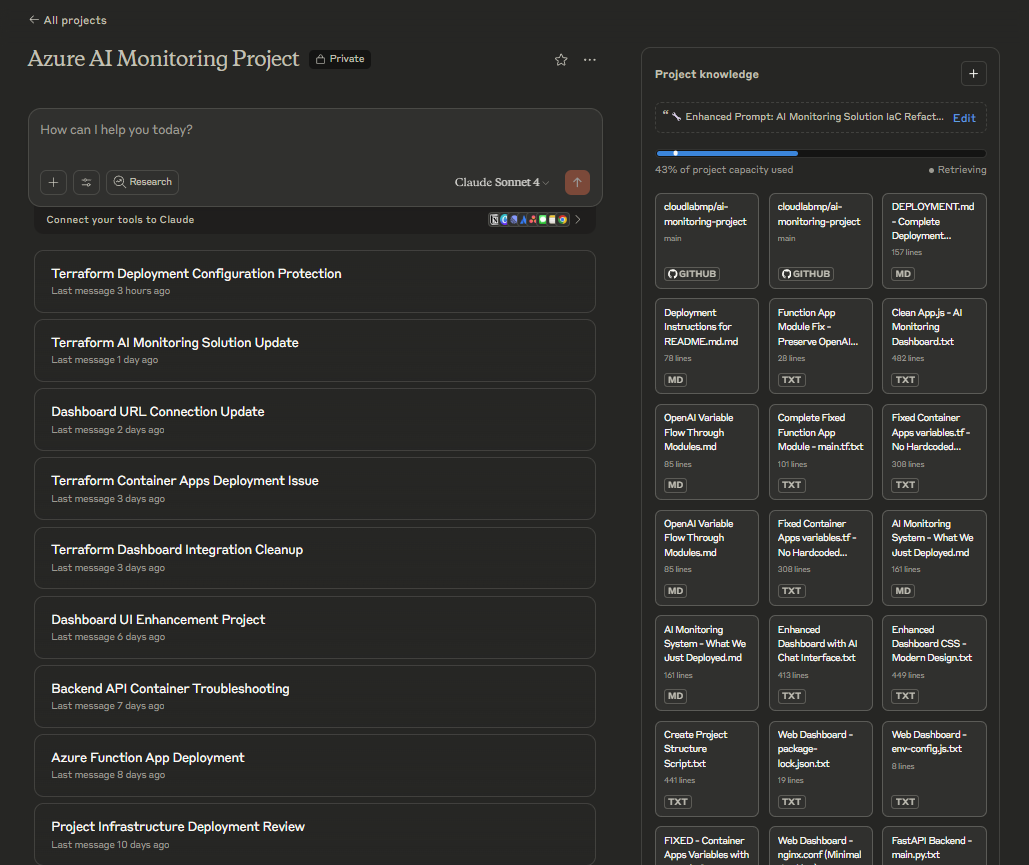 ← All projects
Azure AI Monitoring Project
Private
How can I help you today?
Research
Claude Sonnet 4
Connect your tools to Claude
Terraform Deployment Configuration Protection
Last message 3 hours ago
Terraform AI Monitoring Solution Update
Last message 1 day ago
Dashboard URL Connection Update
Last message 2 days ago
Terraform Container Apps Deployment Issue
Last message 3 days ago
Terraform Dashboard Integration Cleanup
Last message 3 days ago
Dashboard UI Enhancement Project
Last message 6 days ago
Backend API Container Troubleshooting
Last message 7 days ago
Azure Function App Deployment
Last message 8 days ago
Project Infrastructure Deployment Review
Last message 10 days ago
Project knowledge
“ 🔧 Enhanced Prompt: AI Monitoring Solution IaC Refact...
Edit
43% of project capacity used
Retrieving
cloudlabmp/ai-
monitoring-project
main
GITHUB
cloudlabmp/ai-
monitoring-project
main
GITHUB
DEPLOYMENT.md
- Complete
Deployment...
157 lines
MD
Deployment
Instructions for
README.md.md
78 lines
MD
Function App
Module Fix -
Preserve OpenAI...
28 lines
TXT
Clean App.js - AI
Monitoring
Dashboard.txt
482 lines
TXT
OpenAI Variable
Flow Through
Modules.md
85 lines
MD
Complete Fixed
Function App
Module - main.tf.txt
101 lines
TXT
Fixed Container
Apps variables.tf -
No Hardcoded...
308 lines
TXT
OpenAI Variable
Flow Through
Modules.md
85 lines
MD
Fixed Container
Apps variables.tf -
No Hardcoded...
308 lines
TXT
AI Monitoring
System - What We
Just Deployed.md
161 lines
MD
AI Monitoring
System - What We
Just Deployed.md
161 lines
MD
Enhanced
Dashboard with AI
Chat Interface.txt
413 lines
TXT
Enhanced
Dashboard CSS -
Modern Design.txt
449 lines
TXT
Create Project
Structure
Script.txt
441 lines
TXT
Web Dashboard -
package-
lock.json.txt
19 lines
TXT
Web Dashboard -
env-config.js.txt
8 lines
TXT
FIXED - Container
Apps Variables with
Web Dashboard -
nginx.conf (Minimal
FastAPI Backend -
main.py.txt